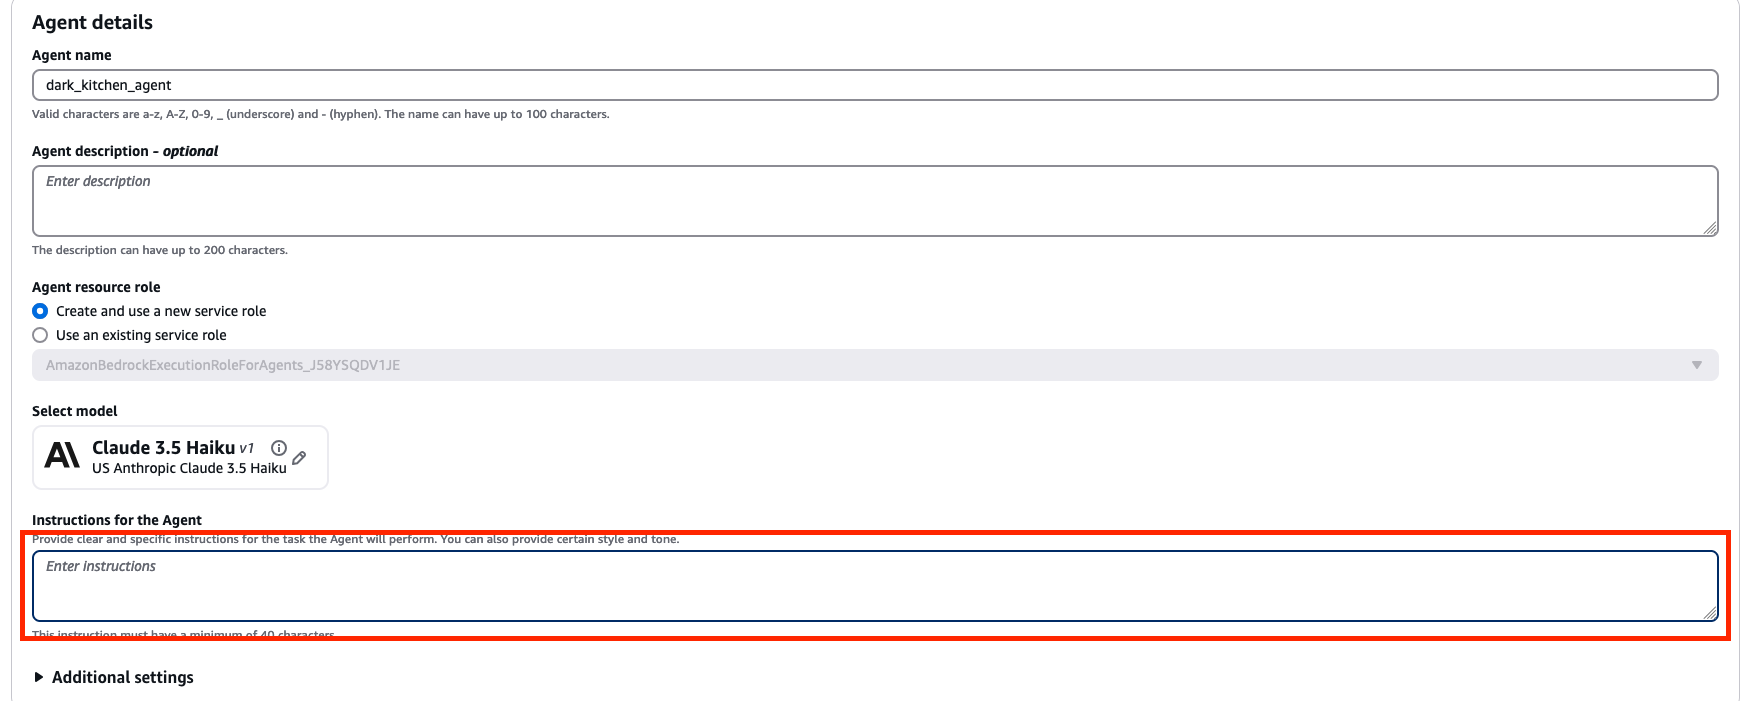 Agent details
Agent name
dark_kitchen_agent
Valid characters are a-z, A-Z, 0-9, _ (underscore) and - (hyphen). The name can have up to 100 characters.
Agent description - optional
Enter description
The description can have up to 200 characters.
Agent resource role
Create and use a new service role
Use an existing service role
AmazonBedrockExecutionRoleForAgents_J58YSQDV1JE
Select model
Claude 3.5 Haiku v1
US Anthropic Claude 3.5 Haiku
Instructions for the Agent
Provide clear and specific instructions for the task the Agent will perform. You can also provide certain style and tone.
Enter instructions
This instruction must have a minimum of 40 characters.
Additional settings